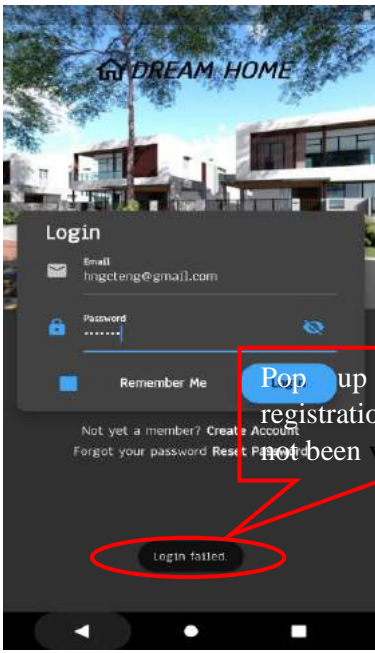 DREAM HOME
Login
Email
hngcteng@gmail.com
Password
Remember Me
Pop up
registratio
Not yet a member? Create Account
not been
Forgot your password Reset Password
Login failed.